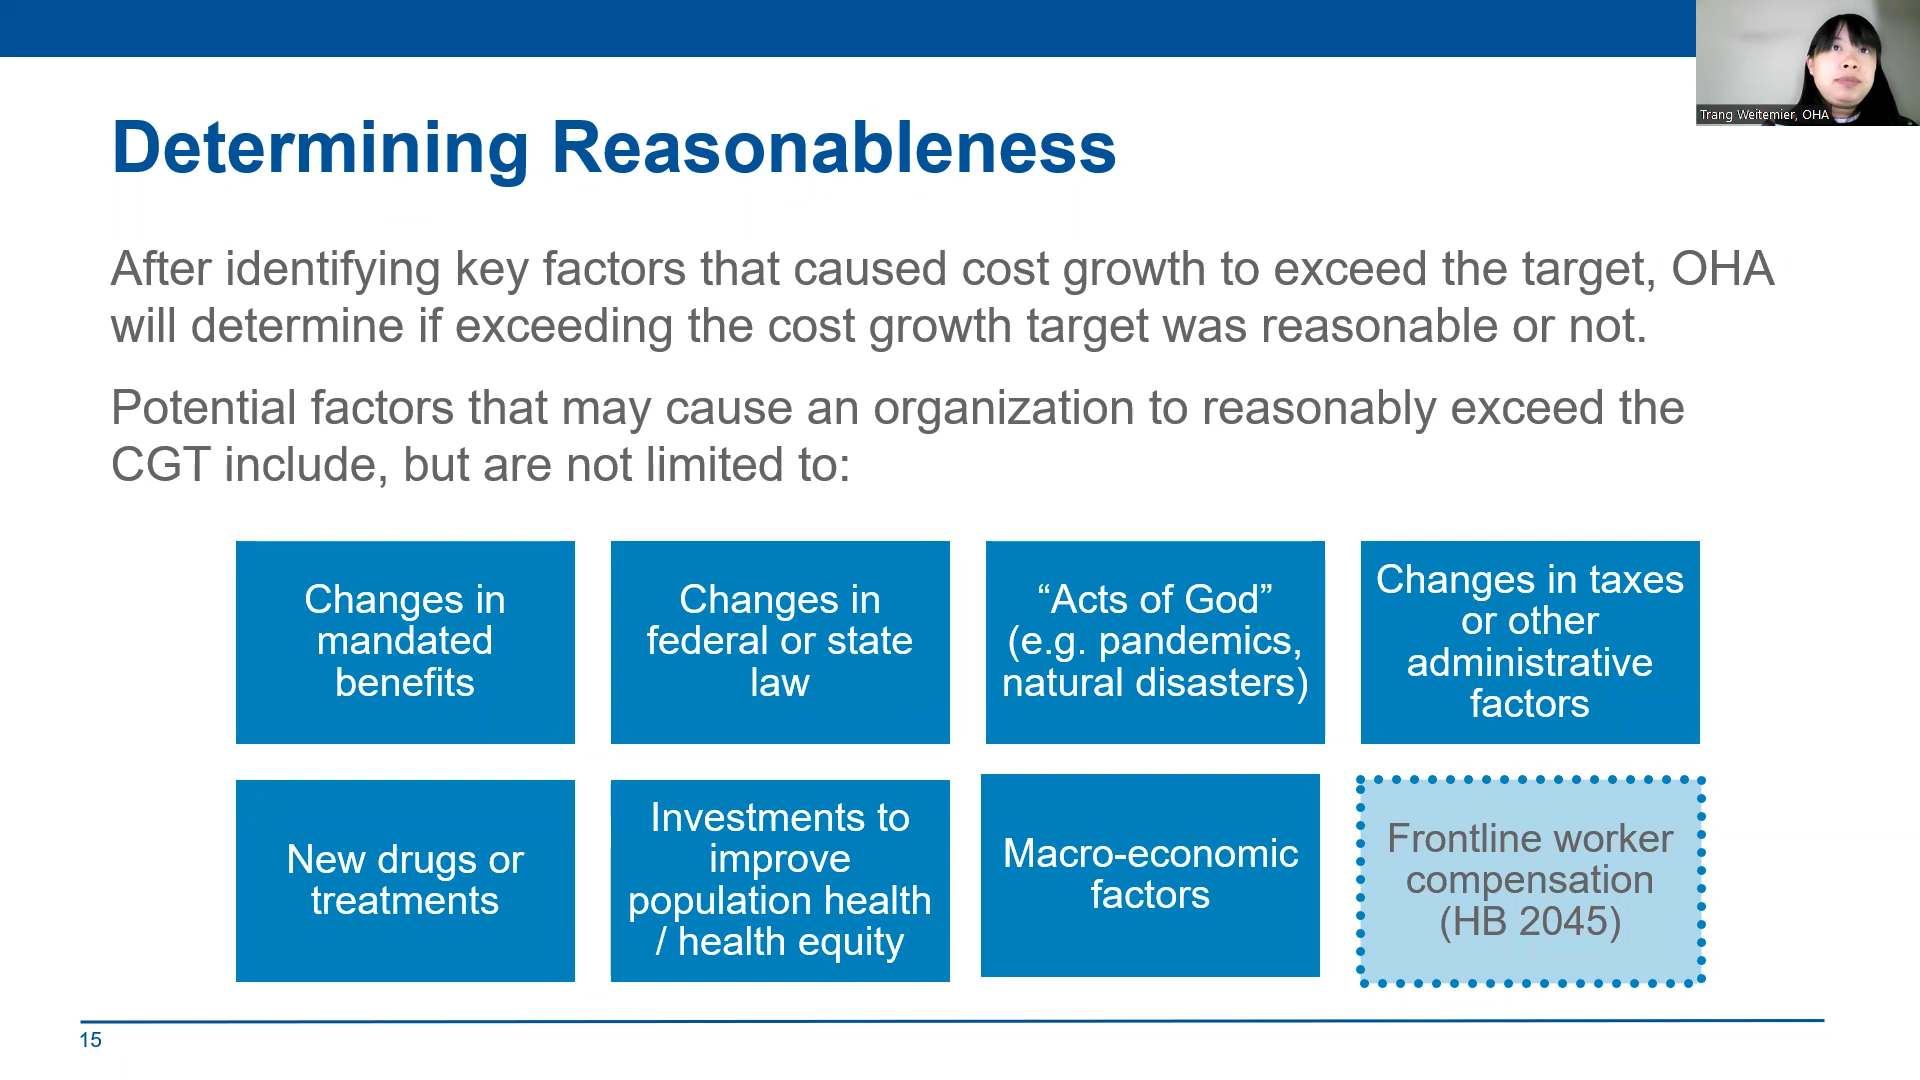 Trang Weitemier, OHA
Determining Reasonableness
After identifying key factors that caused cost growth to exceed the target, OHA
will determine if exceeding the cost growth target was reasonable or not.
Potential factors that may cause an organization to reasonably exceed the
CGT include, but are not limited to:
Changes in
mandated
benefits
Changes in
federal or state
law
“Acts of God”
(e.g. pandemics,
natural disasters)
Changes in taxes
or other
administrative
factors
New drugs or
treatments
Investments to
improve
population health
/ health equity
Macro-economic
factors
Frontline worker
compensation
(HB 2045)
15